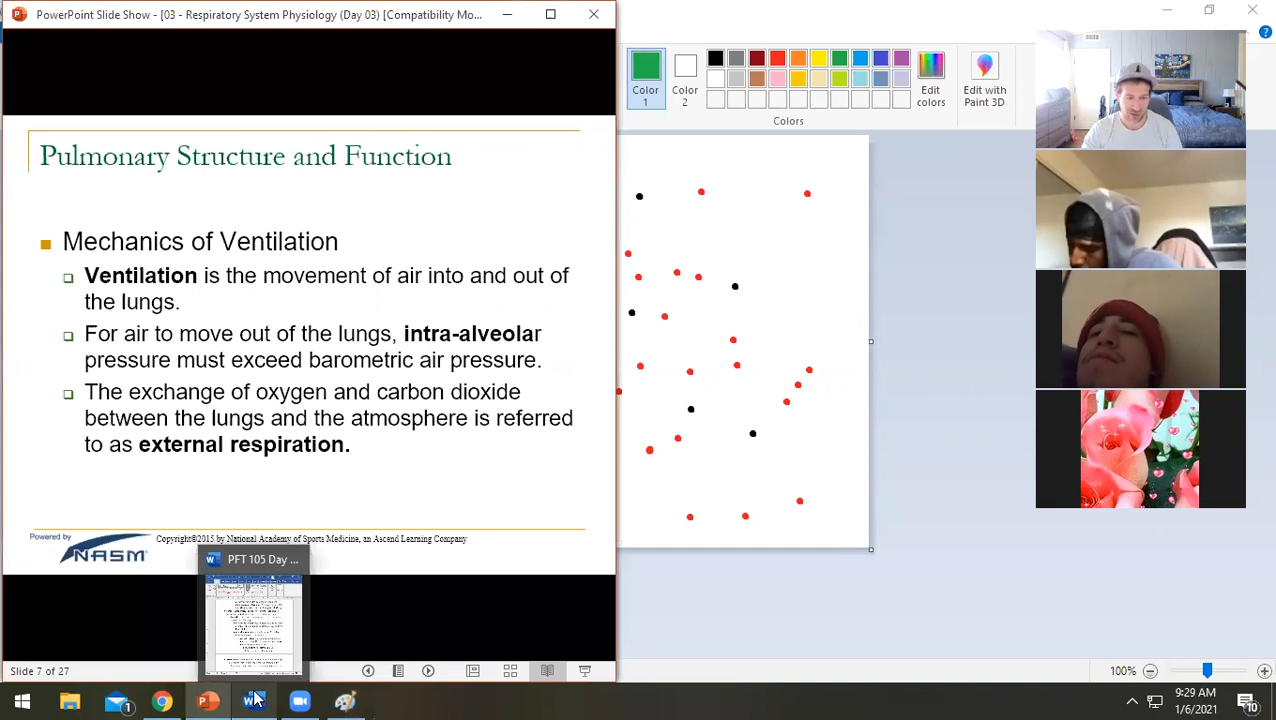 PowerPoint Slide Show - [03 - Respiratory System Physiology (Day 03) [Compatibility Mo...
Color 1
Color 2
Edit colors
Edit with Paint 3D
Colors
Pulmonary Structure and Function
Mechanics of Ventilation
Ventilation is the movement of air into and out of
the lungs.
For air to move out of the lungs, intra-alveolar
pressure must exceed barometric air pressure.
The exchange of oxygen and carbon dioxide
between the lungs and the atmosphere is referred
to as external respiration.
Powered by
NASM
Copyright©2015 by National Academy of Sports Medicine, an Ascend Learning Company
PFT 105 Day ...
Slide 7 of 27
100%
9:29 AM
1/6/2021
1
10